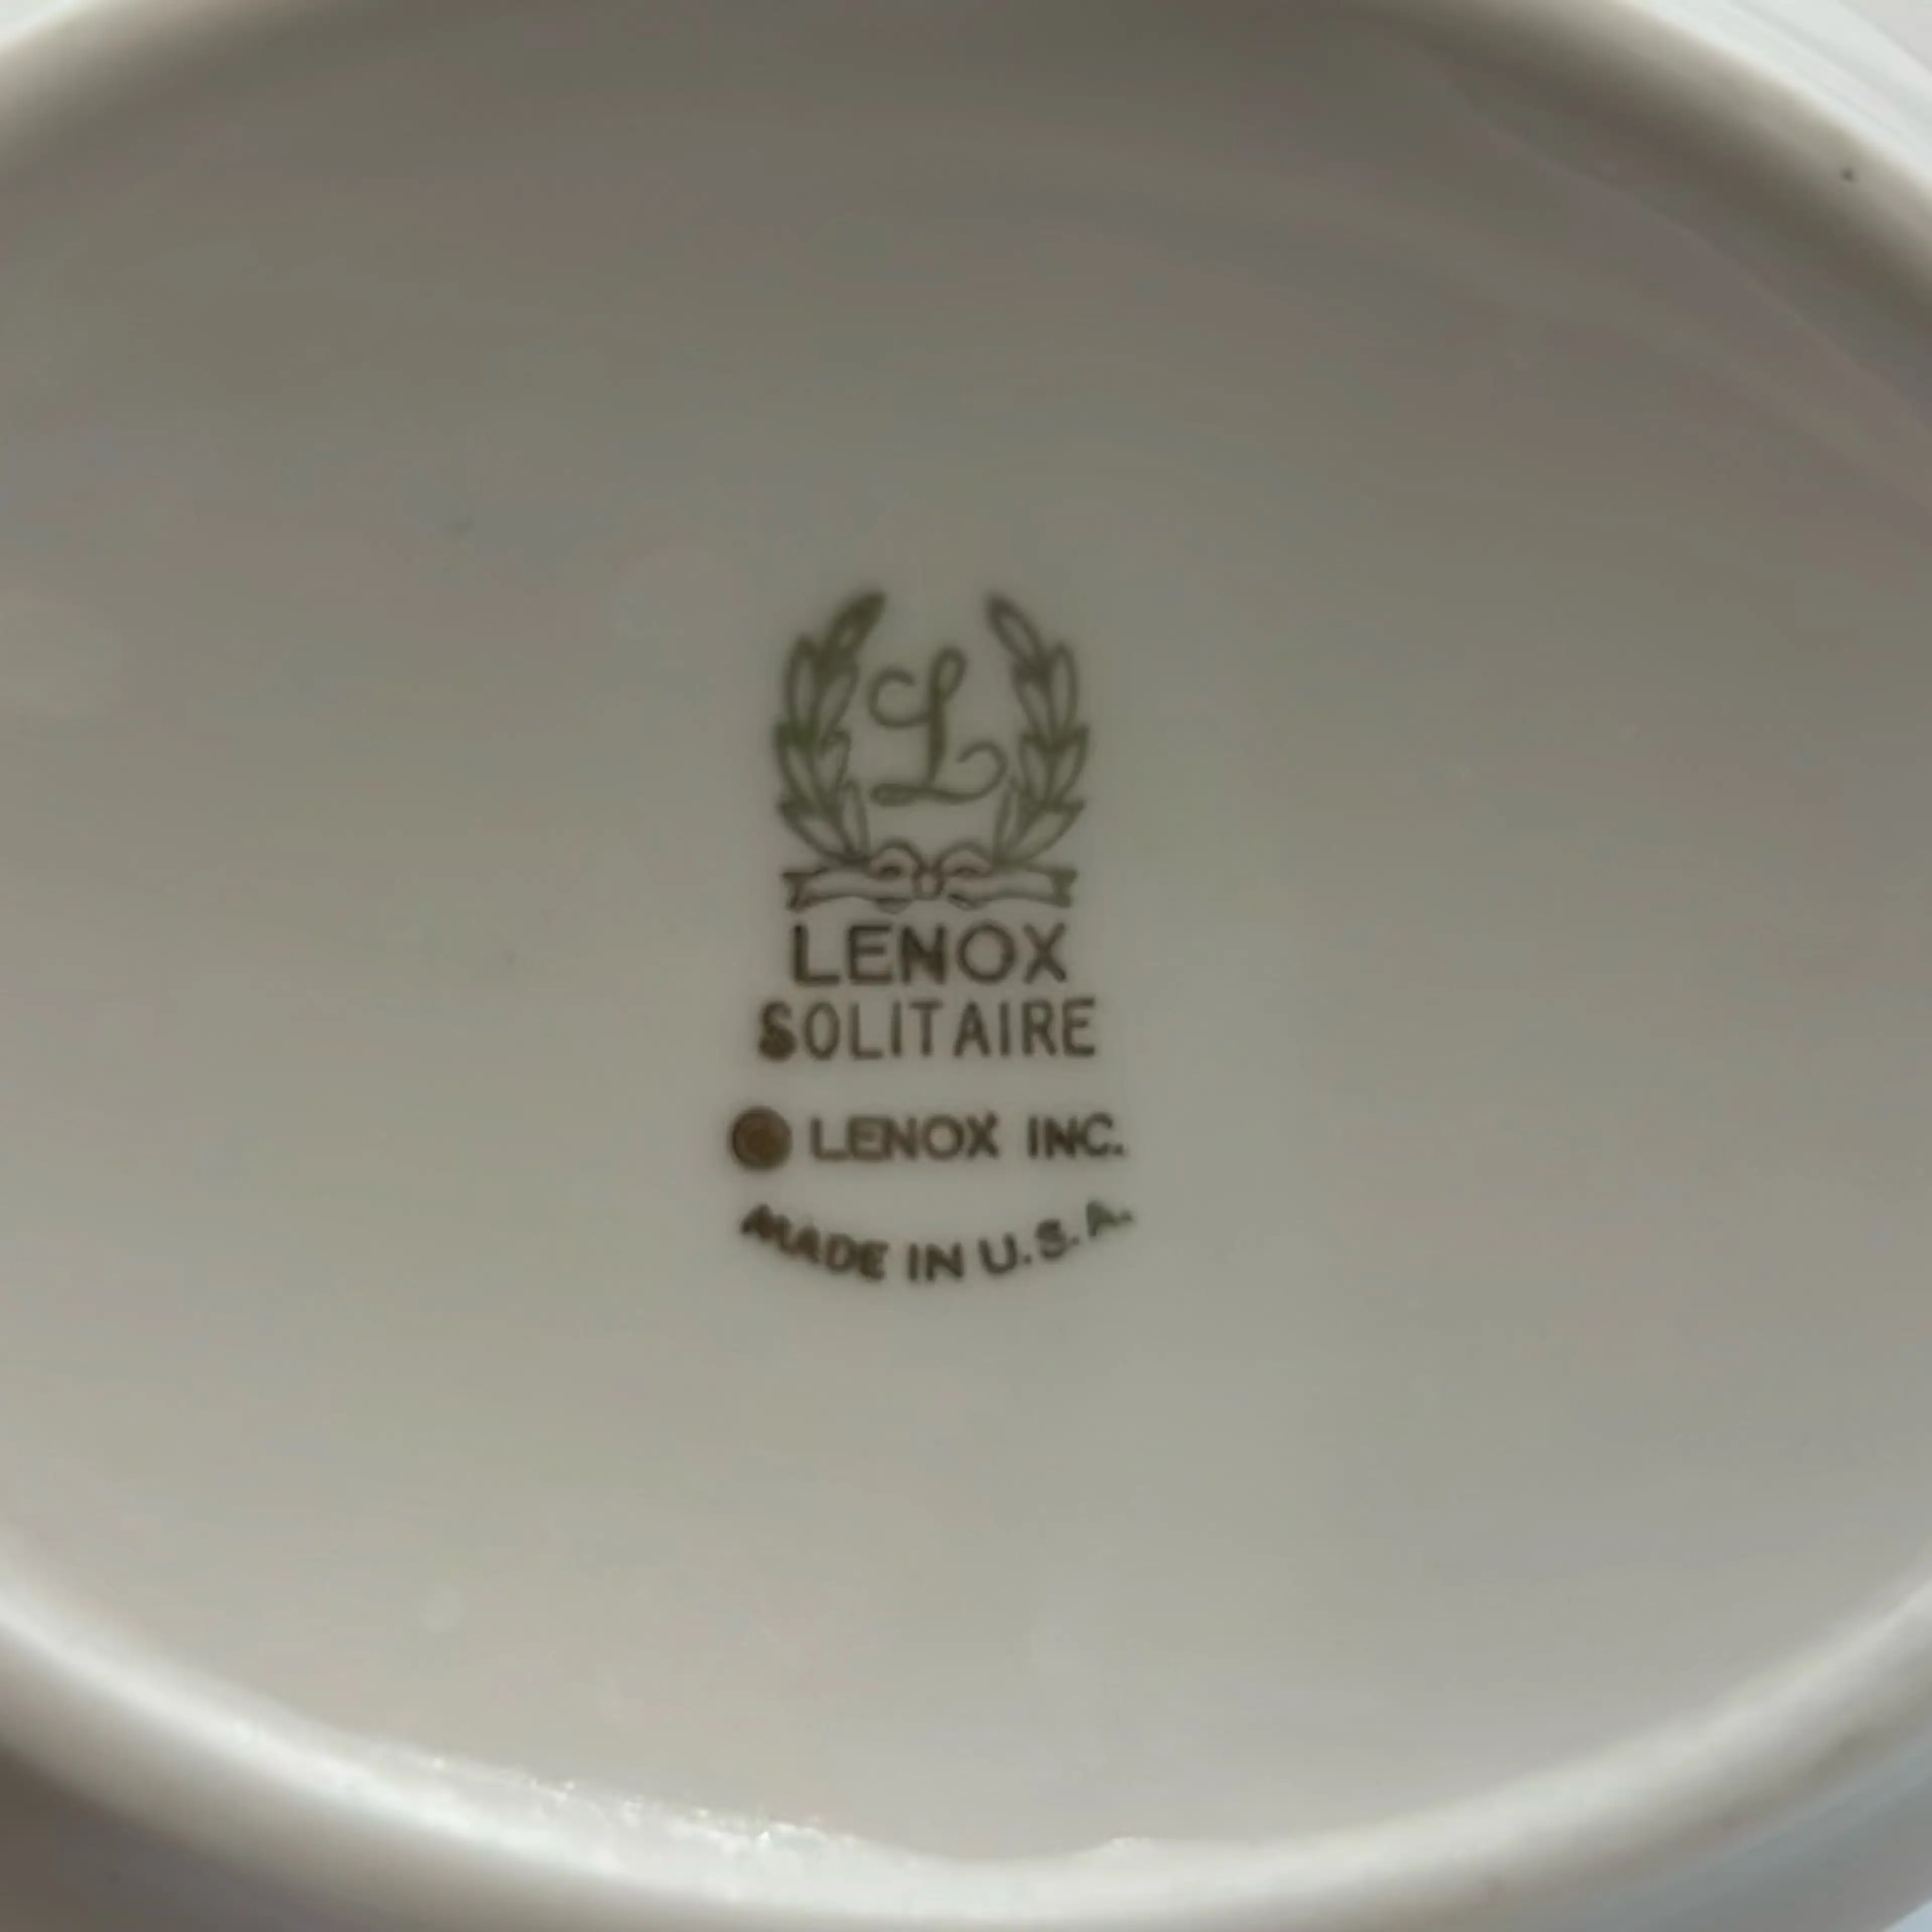 L
LENOX
SOLITAIRE
© LENOX INC.
MADE IN U.S.A.